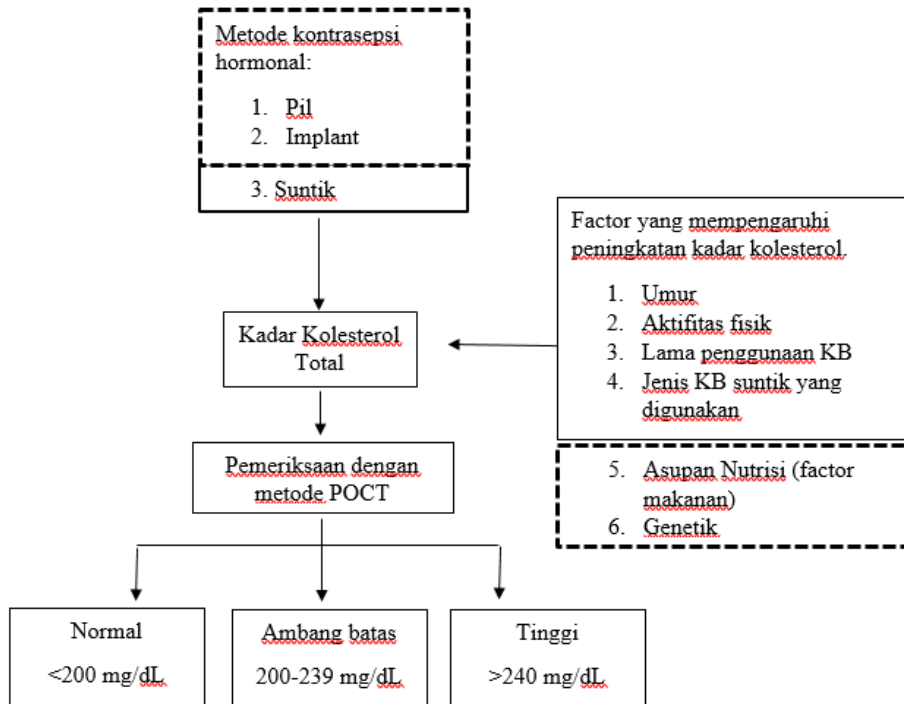 Metode kontrasepsi
hormonal:
1. Pil
2. Implant
3. Suntik
Factor yang mempengaruhi
peningkatan kadar kolesterol.
1. Umur
2. Aktifitas fisik
3. Lama penggunaan KB
4. Jenis KB suntik yang
digunakan
5. Asupan Nutrisi (factor
makanan)
6. Genetik
Kadar Kolesterol
Total
Pemeriksaan dengan
metode POCT
Normal
<200 mg/dL
Ambang batas
200-239 mg/dL
Tinggi
>240 mg/dL